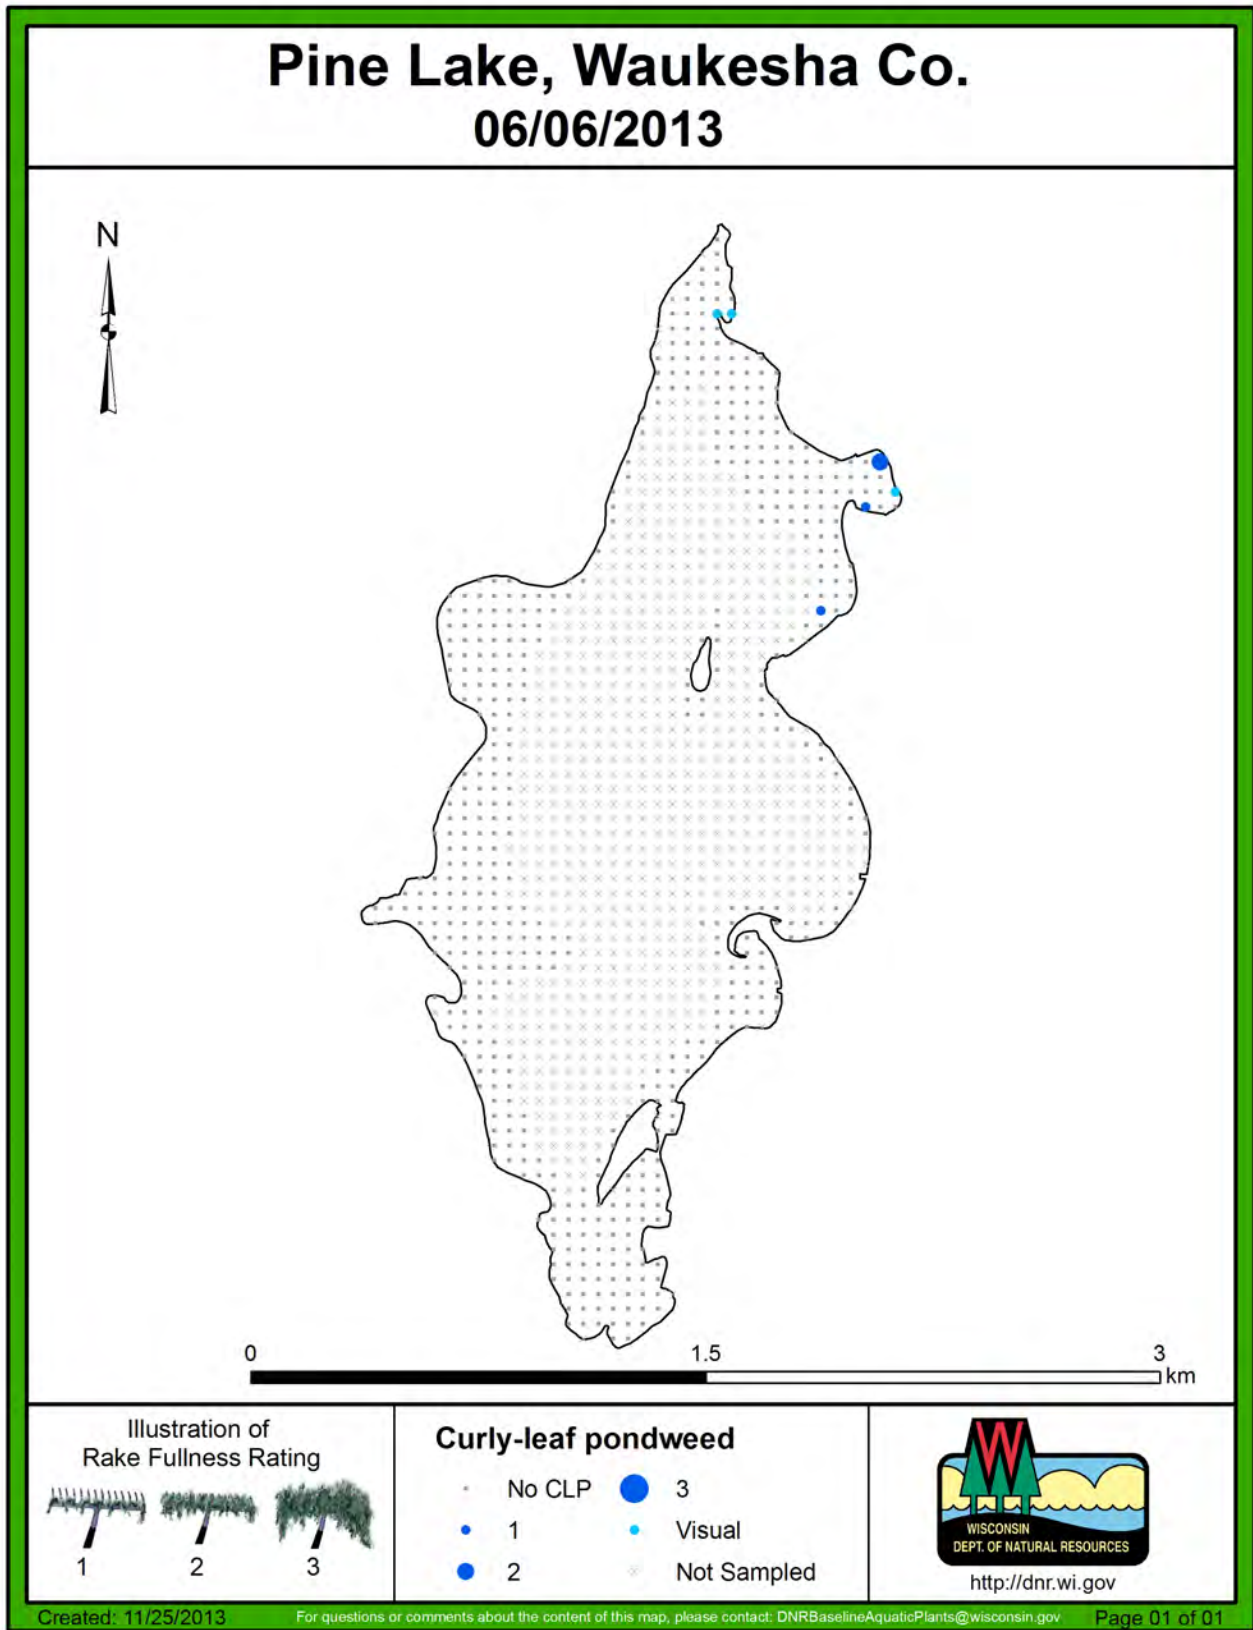 Pine Lake, Waukesha Co.
06/06/2013
N
0 1.5 3
km
Illustration of
Rake Fullness Rating
1 2 3
Curly-leaf pondweed
No CLP 3
1 Visual
2 Not Sampled
W
WISCONSIN
DEPT. OF NATURAL RESOURCES
http://dnr.wi.gov
Created: 11/25/2013 For questions or comments about the content of this map, please contact: DNRBaselineAquaticPlants@wisconsin.gov Page 01 of 01